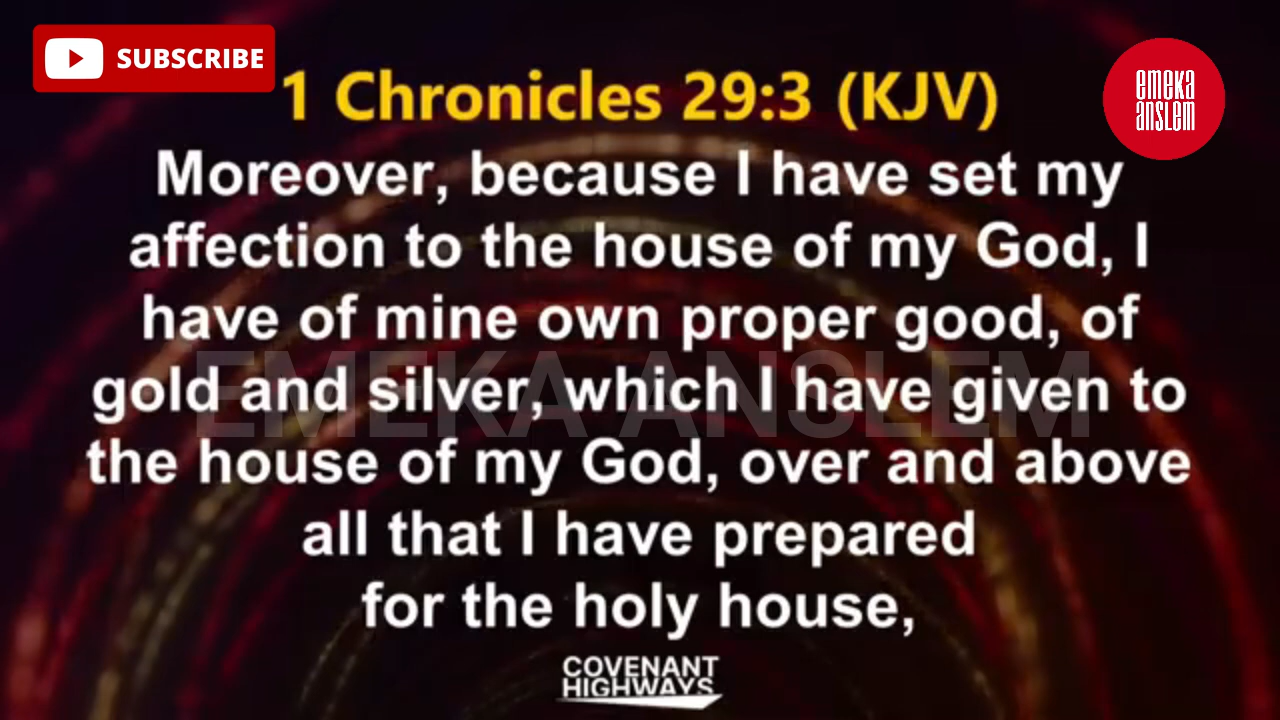 SUBSCRIBE
1 Chronicles 29:3 (KJV)
emeka
anslem
Moreover, because I have set my
affection to the house of my God, I
have of mine own proper good, of
gold and silver, which I have given to
EMEKA ANSLEM
the house of my God, over and above
all that I have prepared
for the holy house,
COVENANT
HIGHWAYS